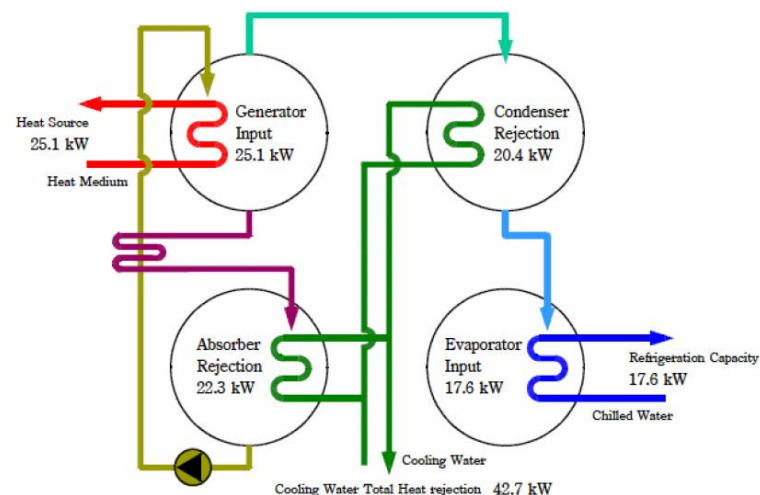 Generator
Input
25.1 kW
Condenser
Rejection
20.4 kW
Heat Source
25.1 kW
Heat Medium
Absorber
Rejection
22.3 kW
Evaporator
Input
17.6 kW
Refrigeration Capacity
17.6 kW
Chilled Water
Cooling Water
Cooling Water Total Heat rejection 42.7 kW